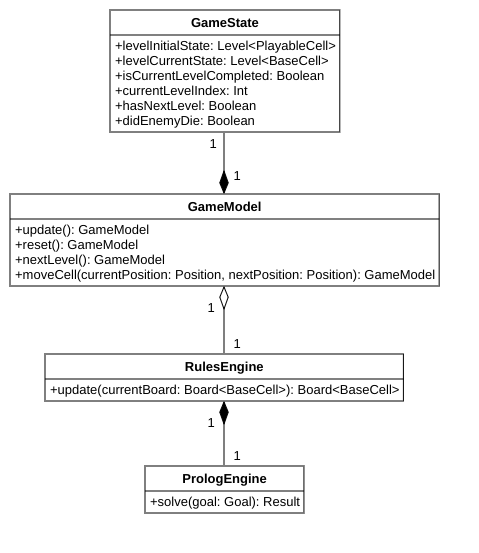 GameState
+levelInitialState: Level<PlayableCell>
+levelCurrentState: Level<BaseCell>
+isCurrentLevelCompleted: Boolean
+currentLevelIndex: Int
+hasNextLevel: Boolean
+didEnemyDie: Boolean
1
1
GameModel
+update(): GameModel
+reset(): GameModel
+nextLevel(): GameModel
+moveCell(currentPosition: Position, nextPosition: Position): GameModel
1
1
RulesEngine
+update(currentBoard: Board<BaseCell>): Board<BaseCell>
1
1
PrologEngine
+solve(goal: Goal): Result